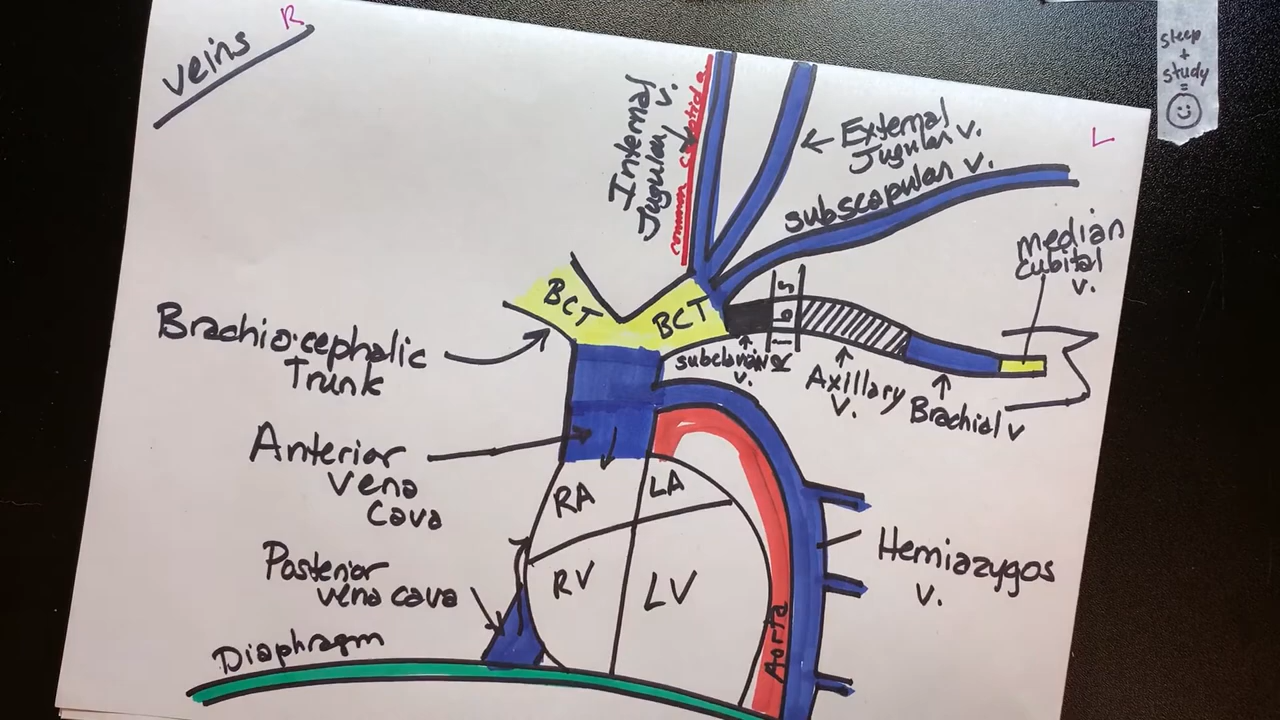 veins
R
sleep
+
study
=
L
Internal
Jugular
v.
common carotid a
External
Jugular v.
subscapular v.
median
cubital
v.
BCT
BCT
Brachiocephalic
Trunk
subclavian
v.
Axillary
v.
Brachial v
Anterior
vena
cava
RA
LA
RV
LV
Posterior
vena cava
Hemiazygos
v.
Aorta
Diaphragm